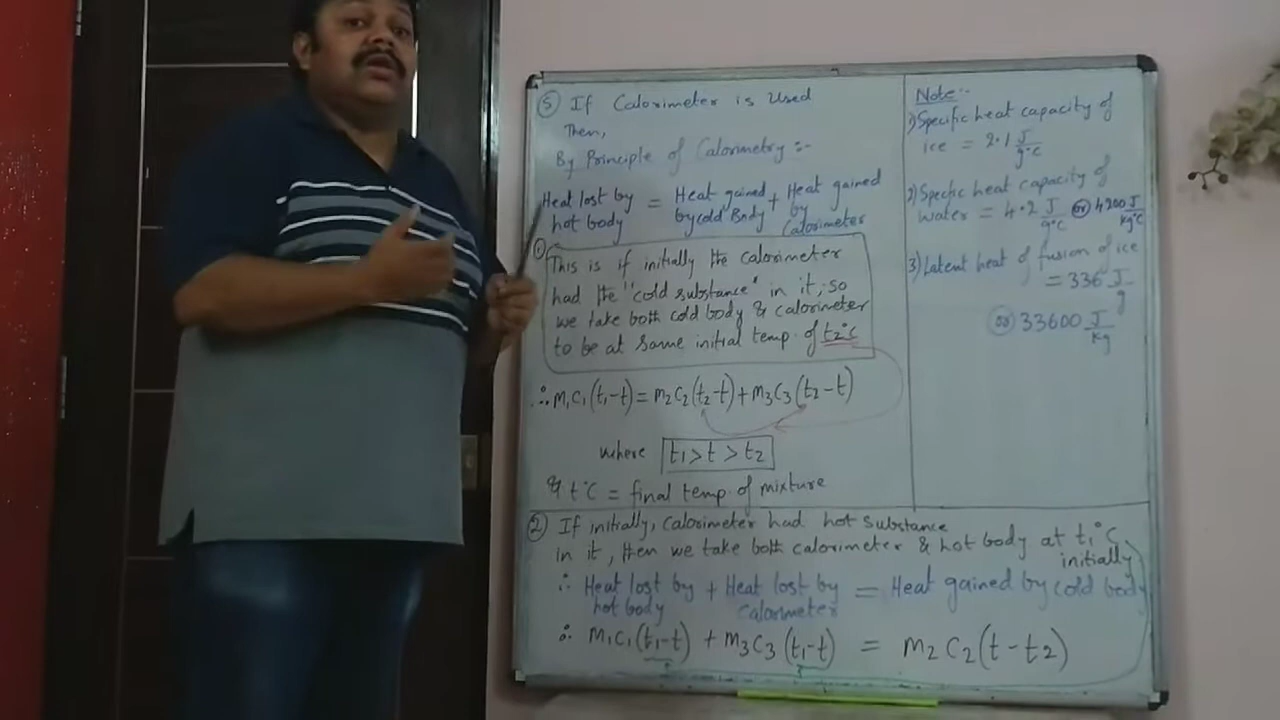 ⑤ If Calorimeter is Used
Then,
By Principle of Calorimetry :-
Heat lost by hot body = Heat gained by cold Body + Heat gained by Calorimeter
① This is if initially the calorimeter
had the "cold substance" in it, so
we take both cold body & calorimeter
to be at same initial temp. of t₂°C
∴ m₁c₁(t₁-t) = m₂c₂(t₂-t) + m₃c₃(t₂-t)
where t₁>t>t₂
& t°C = final temp. of mixture
Note:-
1) Specific heat capacity of
ice = 2.1 J/g°C
2) Specfic heat capacity of
water = 4.2 J/g°C (or) 4200 J/kg°C
3) Latent heat of fusion of ice
= 336 J/g
(or) 33600 J/kg
② If initially, calorimeter had hot substance
in it, then we take both calorimeter & hot body at t₁°C
initially
∴ Heat lost by hot body + Heat lost by calorimeter = Heat gained by cold body
∴ m₁c₁(t₁-t) + m₃c₃(t₁-t) = m₂c₂(t-t₂)